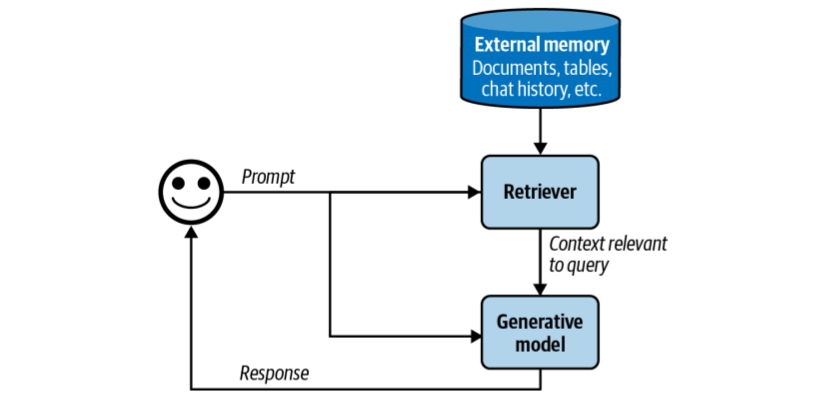 External memory
Documents, tables,
chat history, etc.
Prompt
Retriever
Context relevant
to query
Generative
model
Response